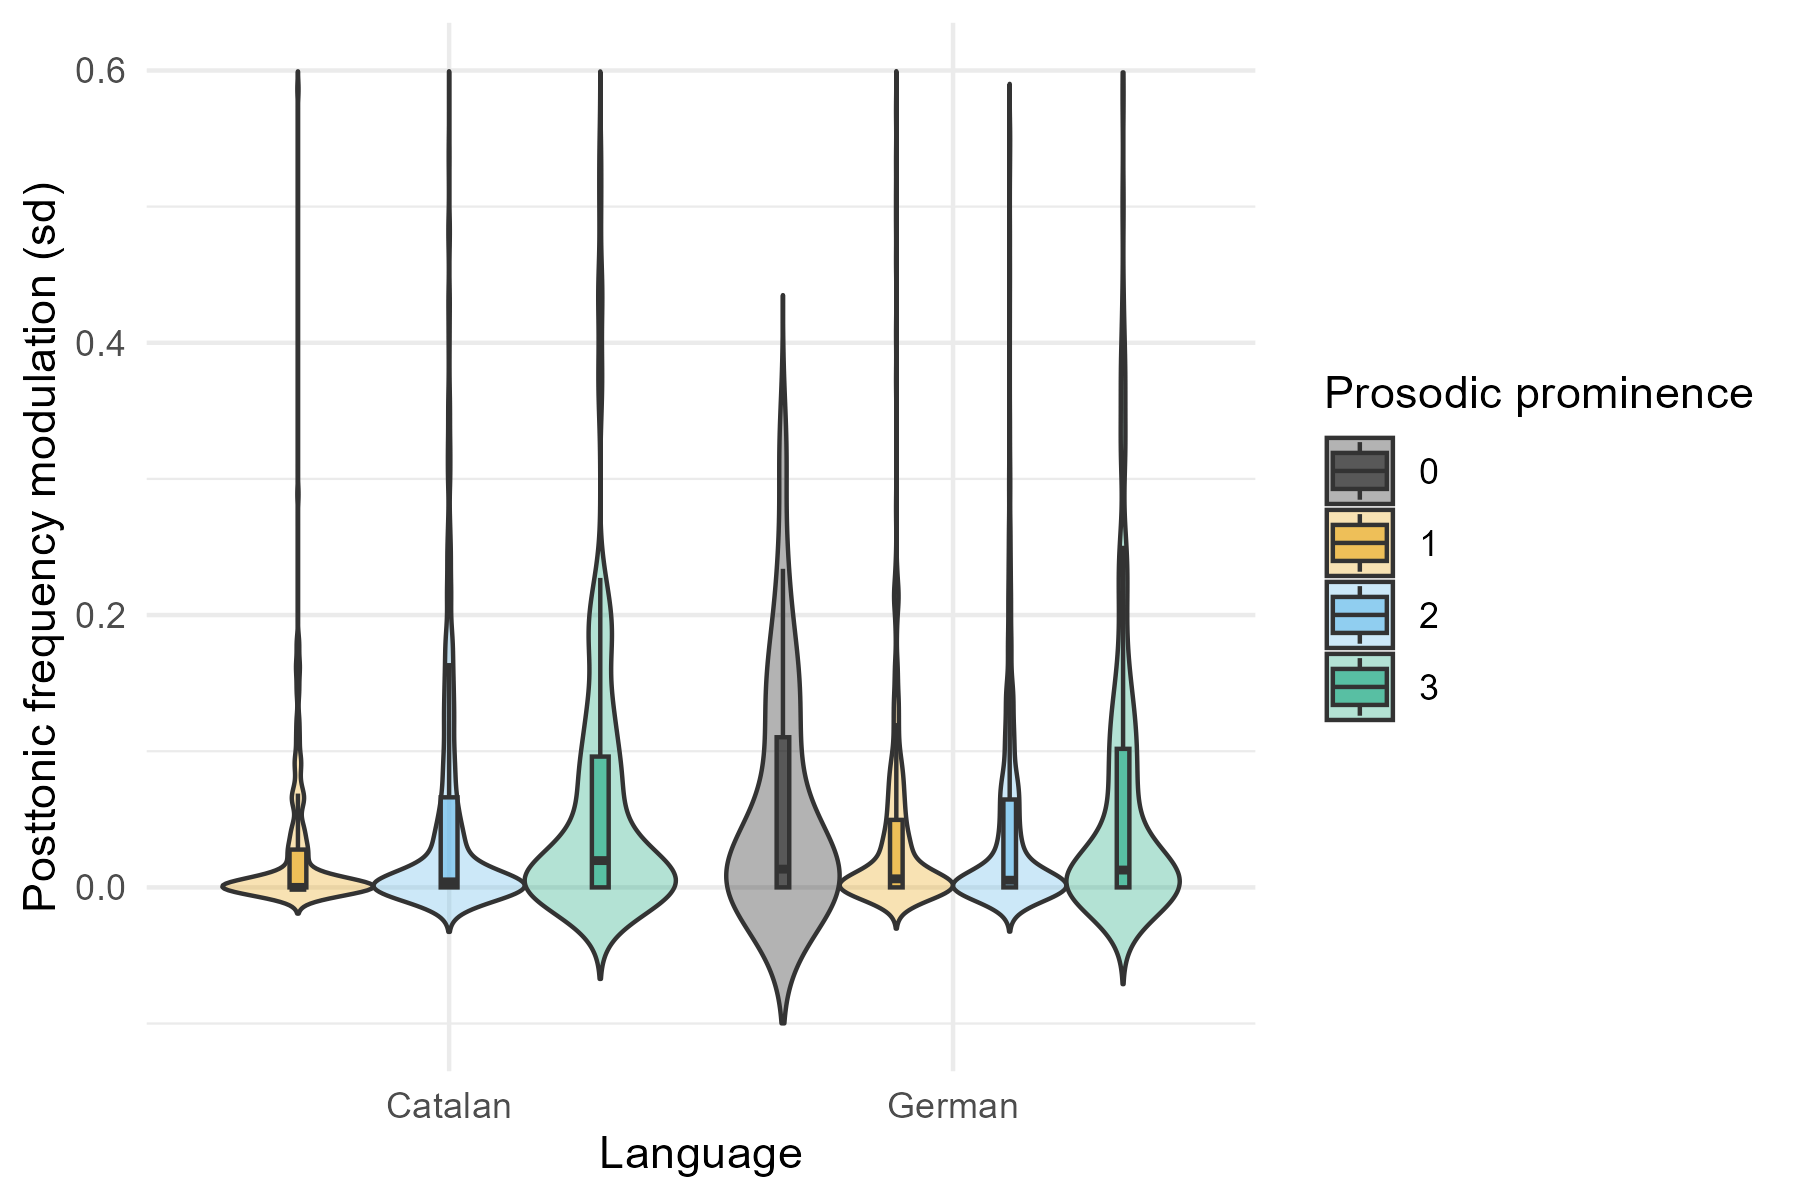 Posttonic frequency modulation (sd)
0.6
0.4
0.2
0.0
Catalan
German
Language
Prosodic prominence
0
1
2
3